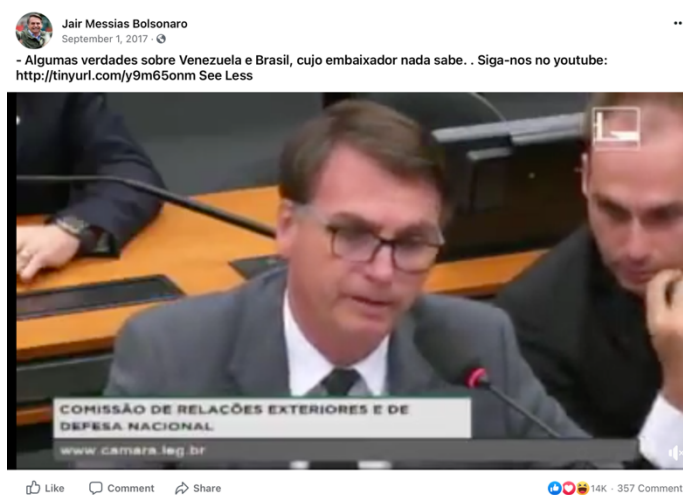 Jair Messias Bolsonaro
September 1, 2017 ·
- Algumas verdades sobre Venezuela e Brasil, cujo embaixador nada sabe. . Siga-nos no youtube:
http://tinyurl.com/y9m65onm See Less
COMISSÃO DE RELAÇÕES EXTERIORES E DE
DEFESA NACIONAL
www.camara.leg.br
Like
Comment
Share
14K · 357 Comment